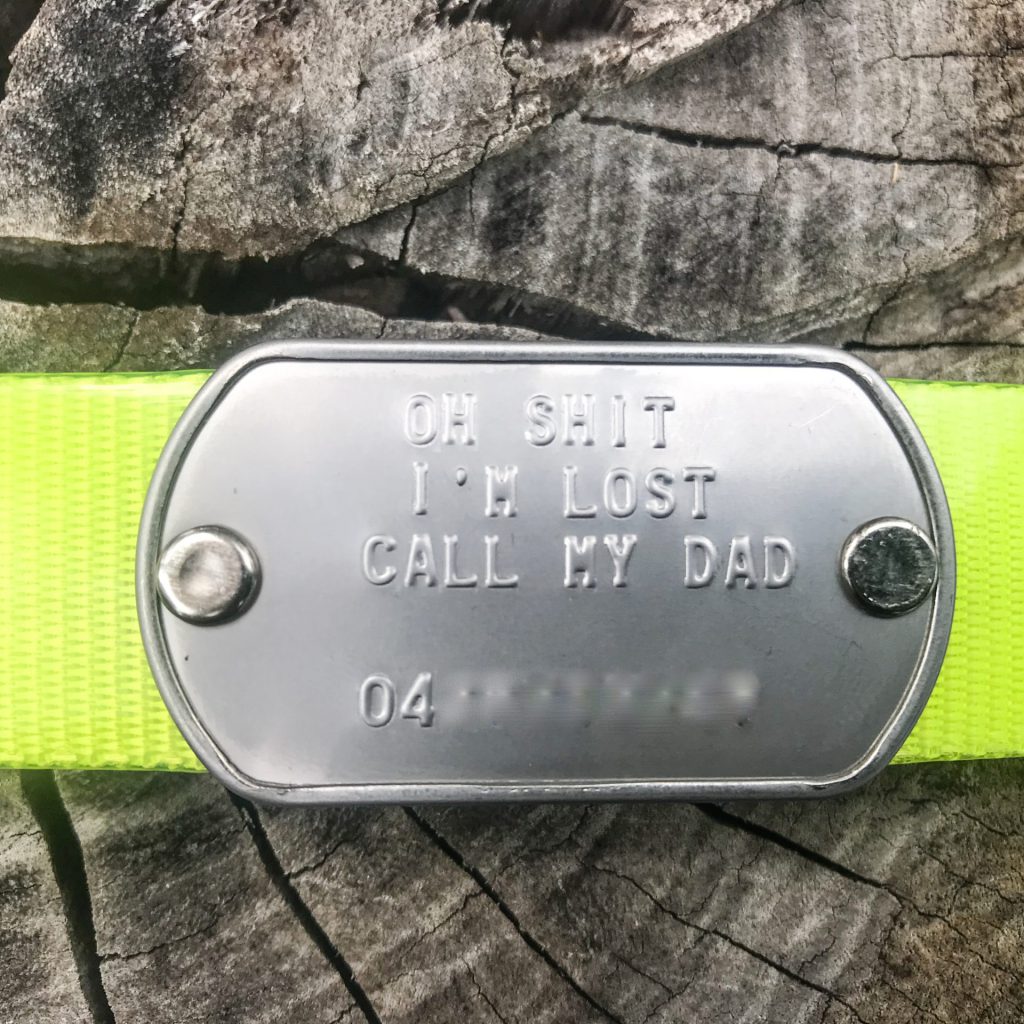 OH SHIT
I'M LOST
CALL MY DAD
04